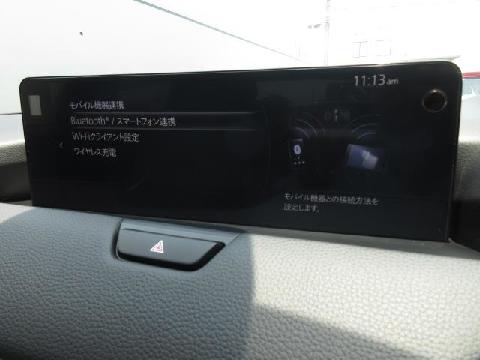 11:13am
モバイル機器連携
Bluetooth®/スマートフォン連携
Wi-Fiクライアント設定
ワイヤレス充電
モバイル機器との接続方法を
設定します。